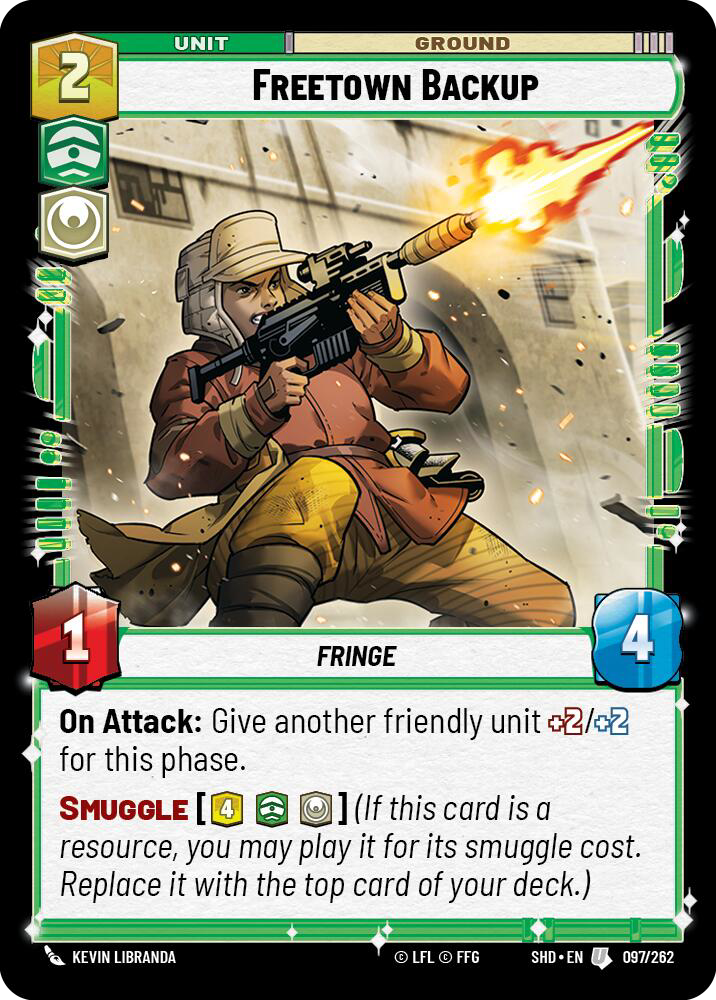 UNIT GROUND
2
FREETOWN BACKUP
1
FRINGE
4
On Attack: Give another friendly unit +2/+2
for this phase.
SMUGGLE [4] (If this card is a
resource, you may play it for its smuggle cost.
Replace it with the top card of your deck.)
KEVIN LIBRANDA © LFL © FFG SHD • EN U 097/262